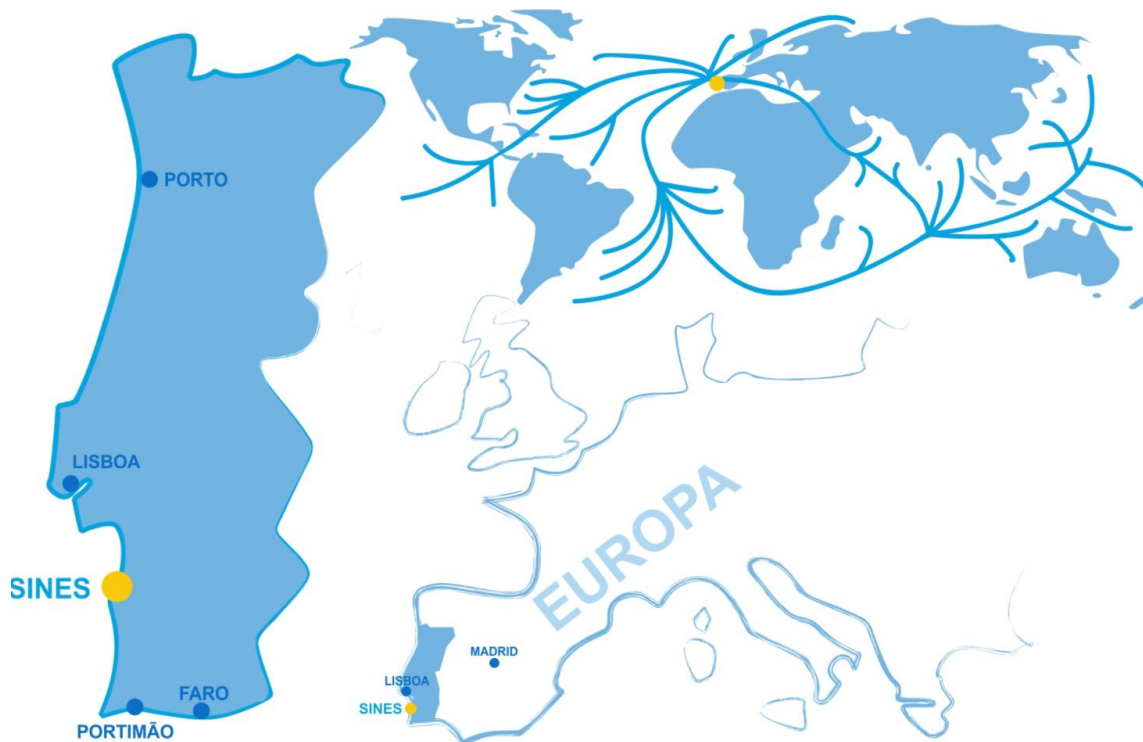 PORTO
LISBOA
SINES
FARO
PORTIMÃO
EUROPA
MADRID
LISBOA
SINES